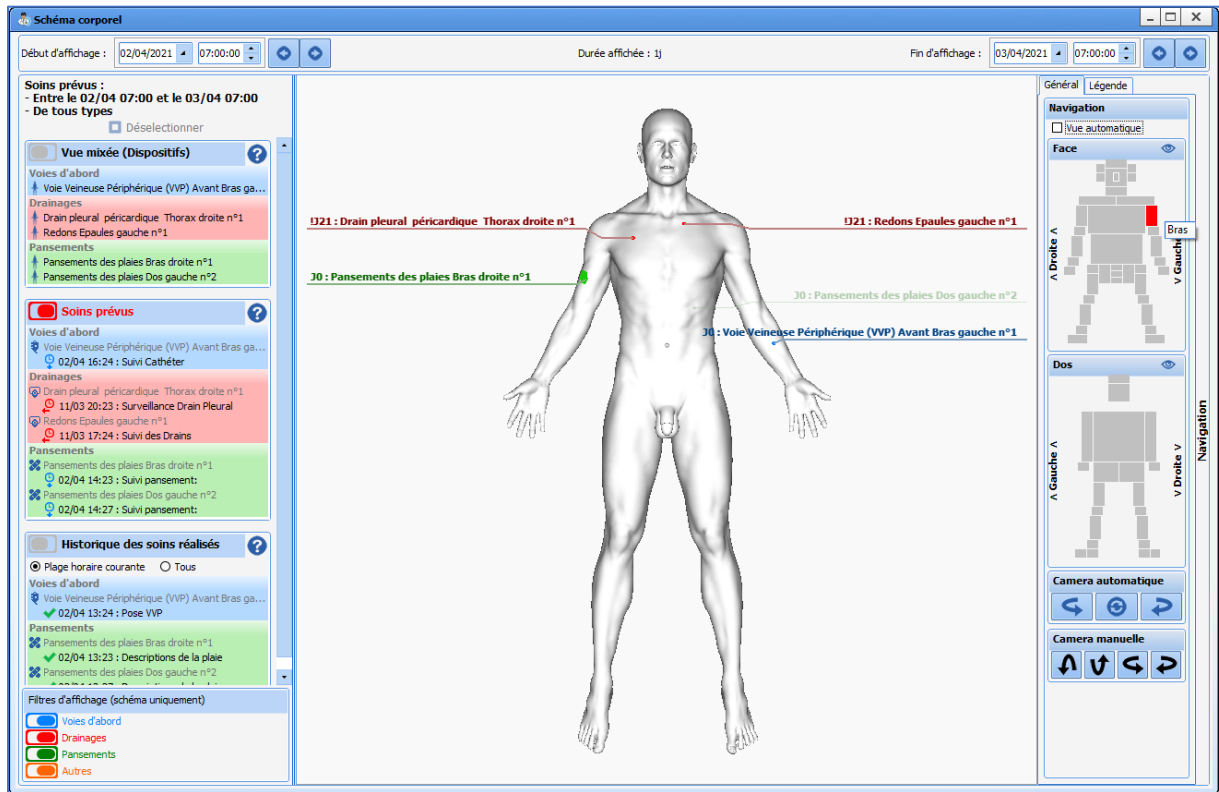 Schéma corporel
Début d'affichage : 02/04/2021 07:00:00
Durée affichée : 1j
Fin d'affichage : 03/04/2021 07:00:00
Soins prévus :
- Entre le 02/04 07:00 et le 03/04 07:00
- De tous types
Déselectionner
Vue mixée (Dispositifs)
Voies d'abord
Voie Veineuse Périphérique (VVP) Avant Bras ga...
Drainages
Drain pleural péricardique Thorax droite n°1
Redons Epaules gauche n°1
Pansements
Pansements des plaies Bras droite n°1
Pansements des plaies Dos gauche n°2
Soins prévus
Voies d'abord
Voie Veineuse Périphérique (VVP) Avant Bras ga...
02/04 16:24 : Suivi Cathéter
Drainages
Drain pleural péricardique Thorax droite n°1
11/03 20:23 : Surveillance Drain Pleural
Redons Epaules gauche n°1
11/03 17:24 : Suivi des Drains
Pansements
Pansements des plaies Bras droite n°1
02/04 14:23 : Suivi pansement:
Pansements des plaies Dos gauche n°2
02/04 14:27 : Suivi pansement:
Historique des soins réalisés
Plage horaire courante Tous
Voies d'abord
Voie Veineuse Périphérique (VVP) Avant Bras ga...
02/04 13:24 : Pose VVP
Pansements
Pansements des plaies Bras droite n°1
02/04 13:23 : Descriptions de la plaie
Pansements des plaies Dos gauche n°2
Filtres d'affichage (schéma uniquement)
Voies d'abord
Drainages
Pansements
Autres
!J21 : Drain pleural péricardique Thorax droite n°1
!J21 : Redons Epaules gauche n°1
J0 : Pansements des plaies Bras droite n°1
J0 : Pansements des plaies Dos gauche n°2
J0 : Voie Veineuse Périphérique (VVP) Avant Bras gauche n°1
Général Légende
Navigation
Vue automatique
Face
Bras
< Droite <
> Gauche >
Dos
< Gauche <
> Droite >
Camera automatique
Camera manuelle
Navigation